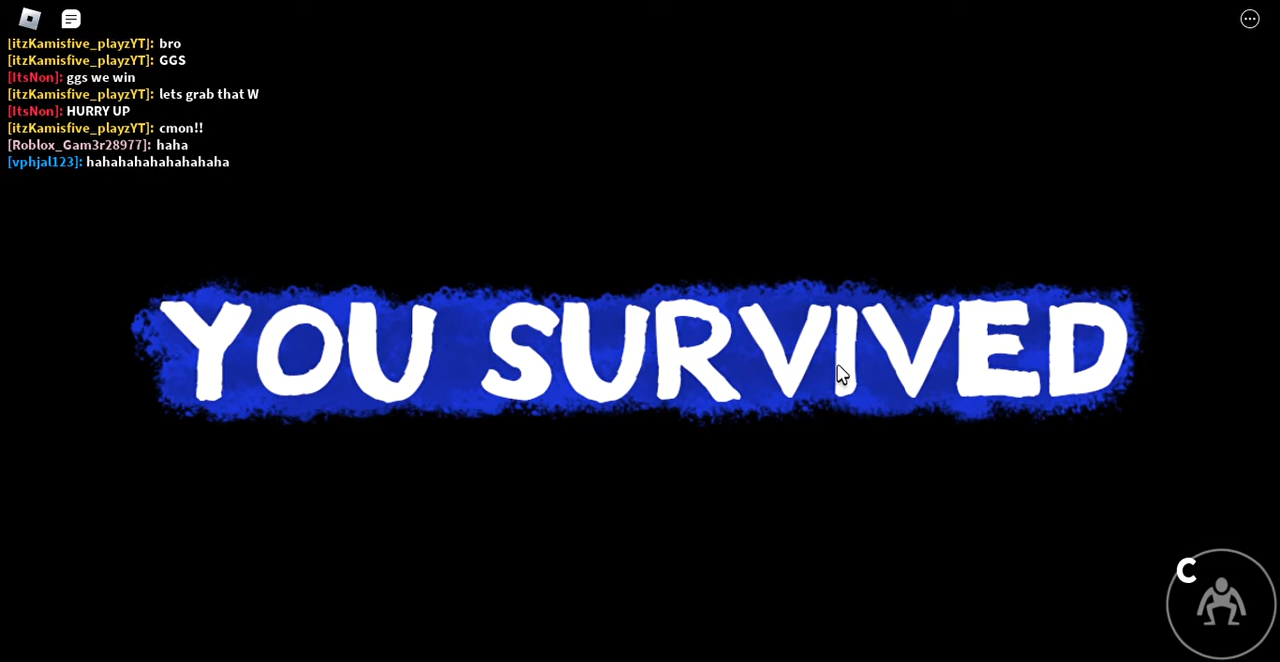 [itzKamisfive_playzYT]: bro
[itzKamisfive_playzYT]: GGS
[ItsNon]: ggs we win
[itzKamisfive_playzYT]: lets grab that W
[ItsNon]: HURRY UP
[itzKamisfive_playzYT]: cmon!!
[Roblox_Gam3r28977]: haha
[vphjal123]: hahahahahahahahaha
YOU SURVIVED
C